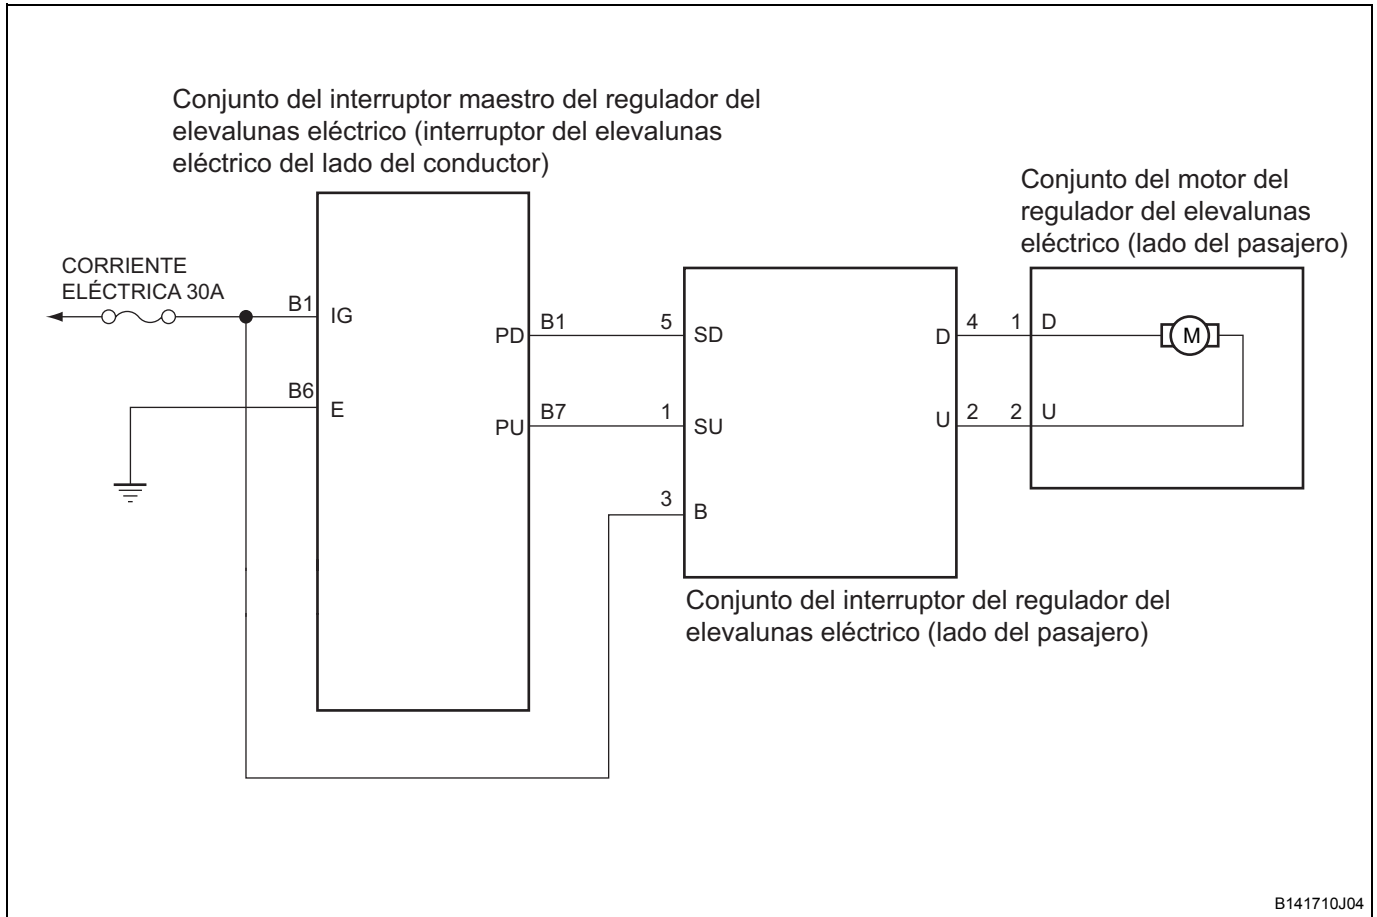 Conjunto del interruptor maestro del regulador del
elevalunas eléctrico (interruptor del elevalunas
eléctrico del lado del conductor)
Conjunto del motor del
regulador del elevalunas
eléctrico (lado del pasajero)
CORRIENTE
ELÉCTRICA 30A
B1
IG
PD
B1
5
SD
D
4
1
D
M
B6
E
PU
B7
1
SU
U
2
2
U
3
B
Conjunto del interruptor del regulador del
elevalunas eléctrico (lado del pasajero)
B141710J04